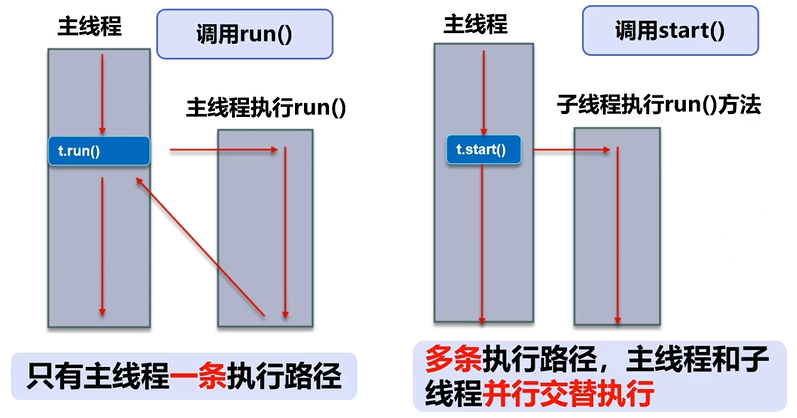 主线程
调用run()
主线程执行run()
t.run()
只有主线程一条执行路径
主线程
调用start()
子线程执行run()方法
t.start()
多条执行路径，主线程和子
线程并行交替执行